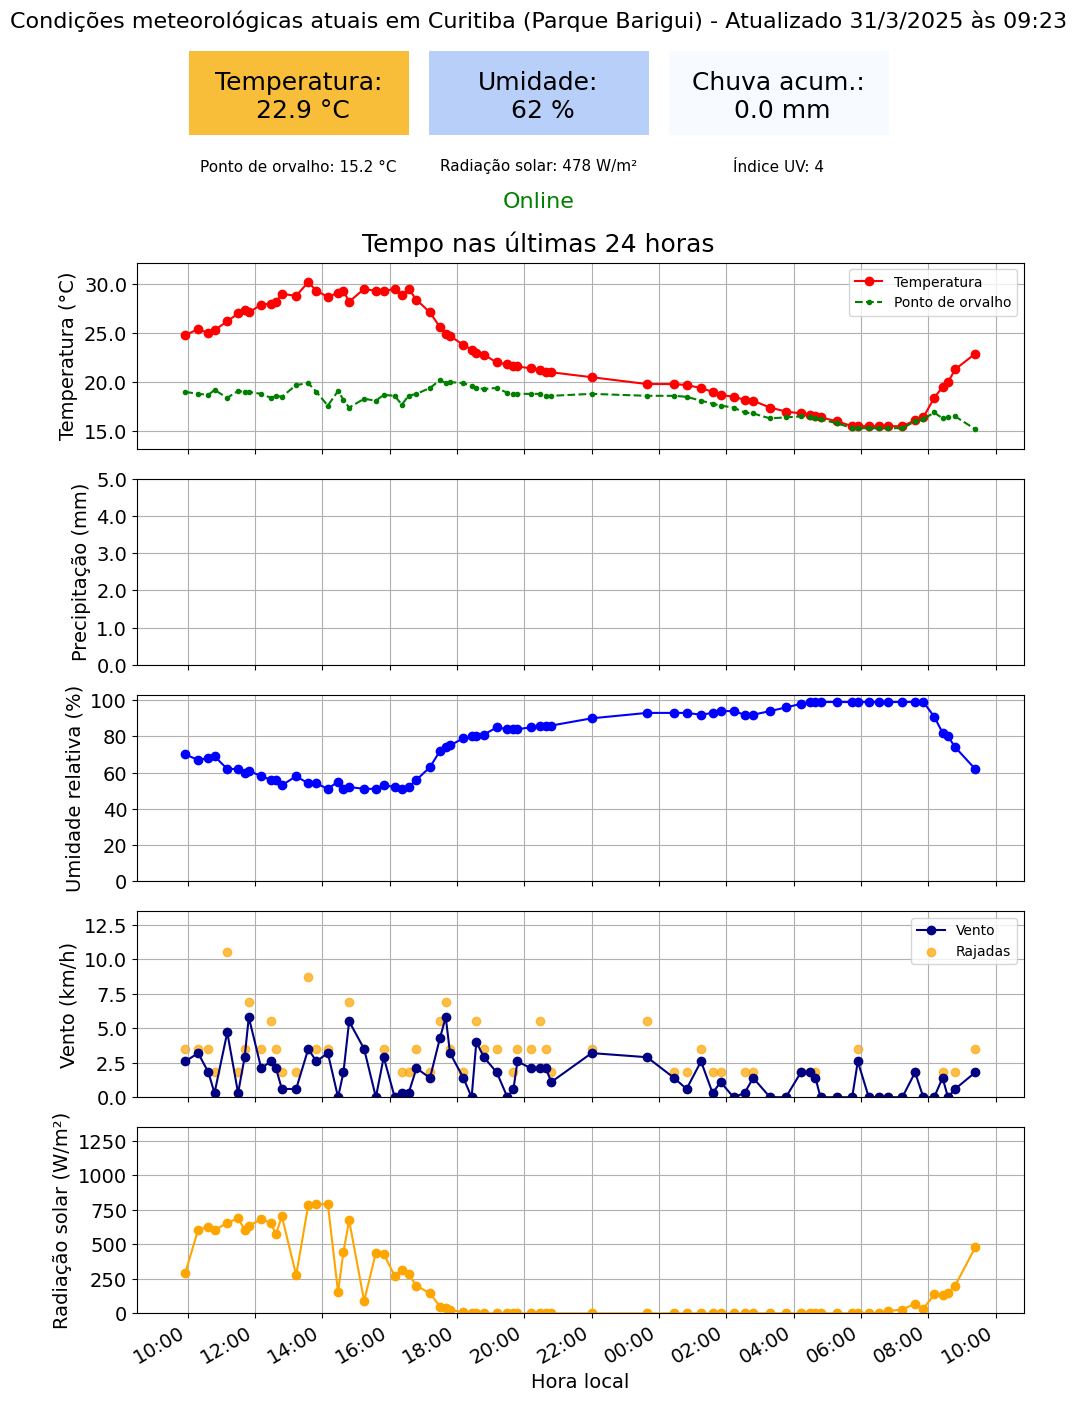 Condições meteorológicas atuais em Curitiba (Parque Barigui) - Atualizado 31/3/2025 às 09:23
Temperatura:
22.9 °C
Umidade:
62 %
Chuva acum.:
0.0 mm
Ponto de orvalho: 15.2 °C
Radiação solar: 478 W/m²
Índice UV: 4
Online
Tempo nas últimas 24 horas
Temperatura (°C)
30.0
25.0
20.0
15.0
Temperatura
Ponto de orvalho
Precipitação (mm)
5.0
4.0
3.0
2.0
1.0
0.0
Umidade relativa (%)
100
80
60
40
20
0
Vento (km/h)
12.5
10.0
7.5
5.0
2.5
0.0
Vento
Rajadas
Radiação solar (W/m²)
1250
1000
750
500
250
0
10:00
12:00
14:00
16:00
18:00
20:00
22:00
00:00
02:00
04:00
06:00
08:00
10:00
Hora local